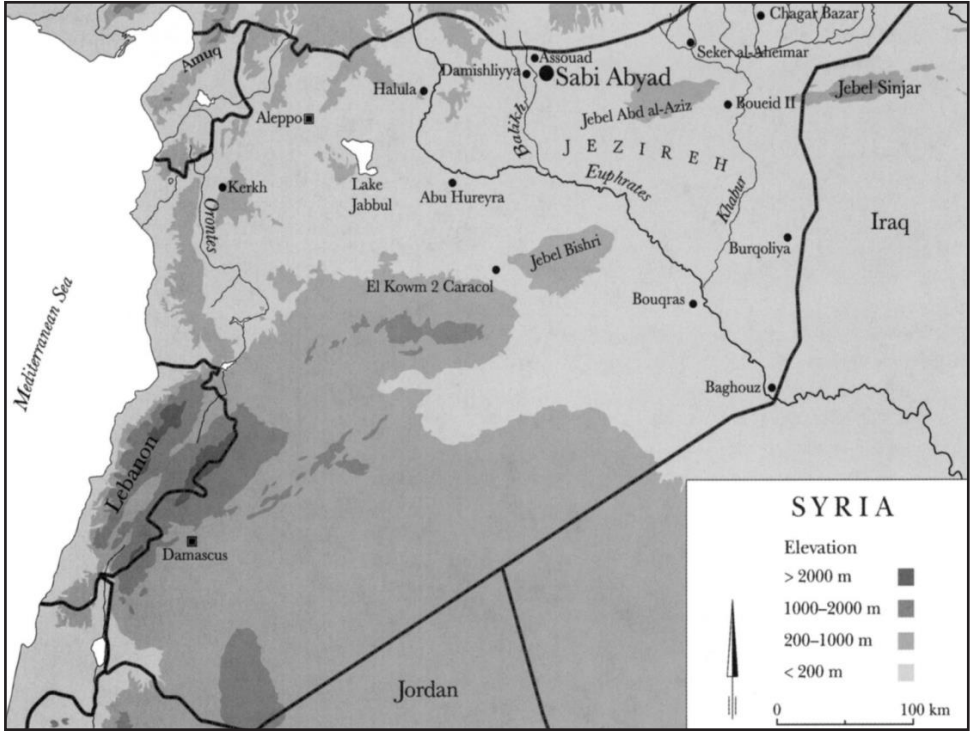 Chagar Bazar
Seker al-Aheimar
Amuq
Assouad
Damishliyya
Sabi Abyad
Halula
Jebel Sinjar
Boueid II
Jebel Abd al-Aziz
Aleppo
Balikh
JEZIREH
Euphrates
Khabur
Kerkh
Lake
Jabbul
Abu Hureyra
Orontes
Iraq
Burqoliya
Jebel Bishri
El Kowm 2 Caracol
Bouqras
Mediterranean Sea
Baghouz
Lebanon
Damascus
Jordan
SYRIA
Elevation
> 2000 m
1000–2000 m
200–1000 m
< 200 m
0 100 km